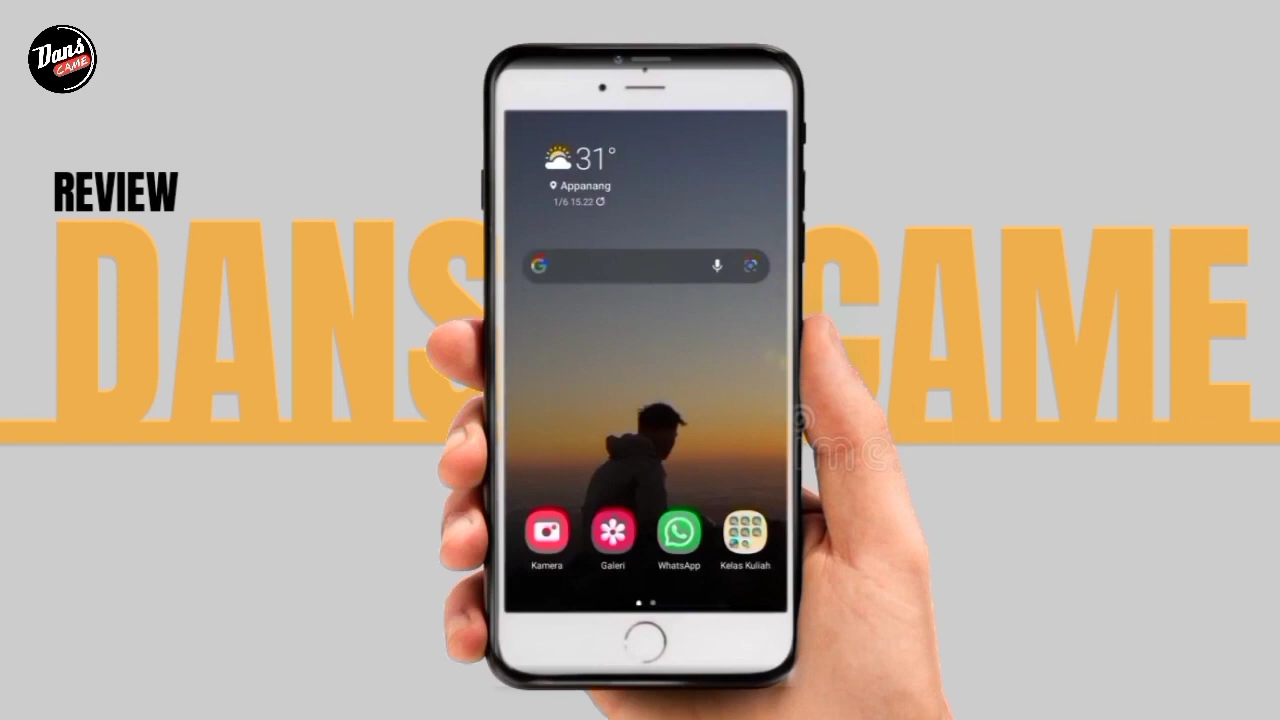 Dans
GAME
REVIEW
DANS GAME
31°
Appanang
1/6 15.22
Kamera
Galeri
WhatsApp
Kelas Kuliah